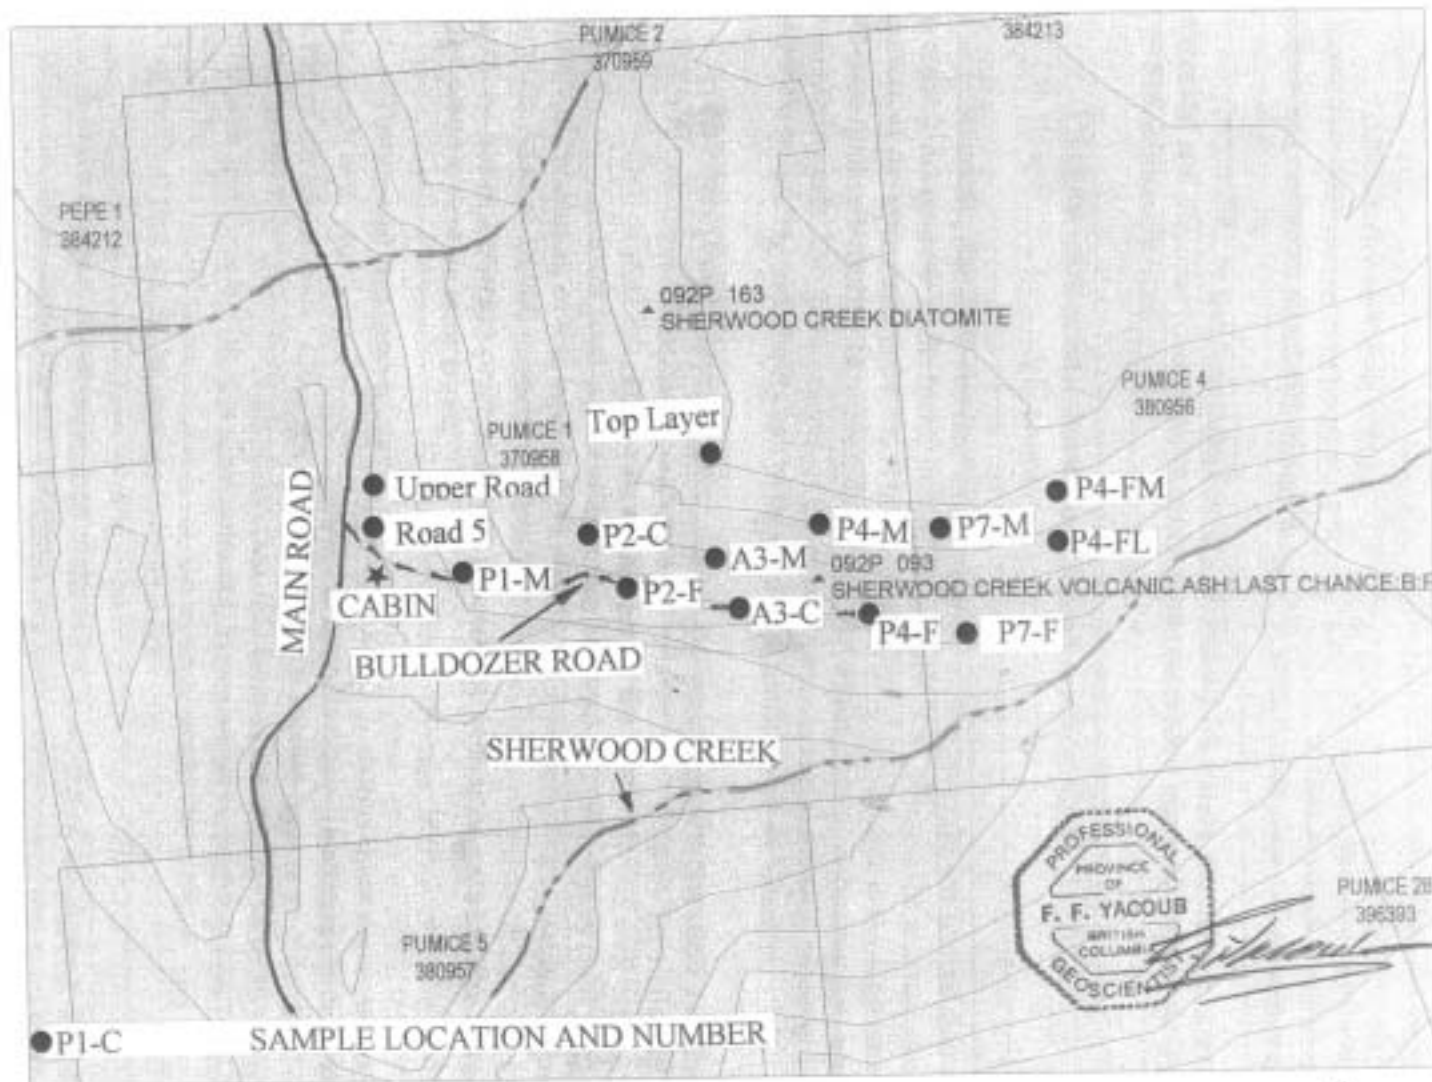 PUMICE 2
370959
384213
PEPE 1
384212
092P 163
SHERWOOD CREEK DIATOMITE
PUMICE 4
380956
PUMICE 1
370958
Top Layer
MAIN ROAD
Upper Road
Road 5
P1-M
CABIN
P2-C
P2-F
A3-M
A3-C
P4-M
P7-M
P4-FM
P4-FL
092P 093
SHERWOOD CREEK VOLCANIC ASH:LAST CHANCE:B.F
P4-F
P7-F
BULLDOZER ROAD
SHERWOOD CREEK
PROFESSIONAL
PROVINCE
OF
F. F. YACOUB
BRITISH
COLUMBIA
GEOSCIENTIST
PUMICE 28
396393
PUMICE 5
380957
P1-C SAMPLE LOCATION AND NUMBER